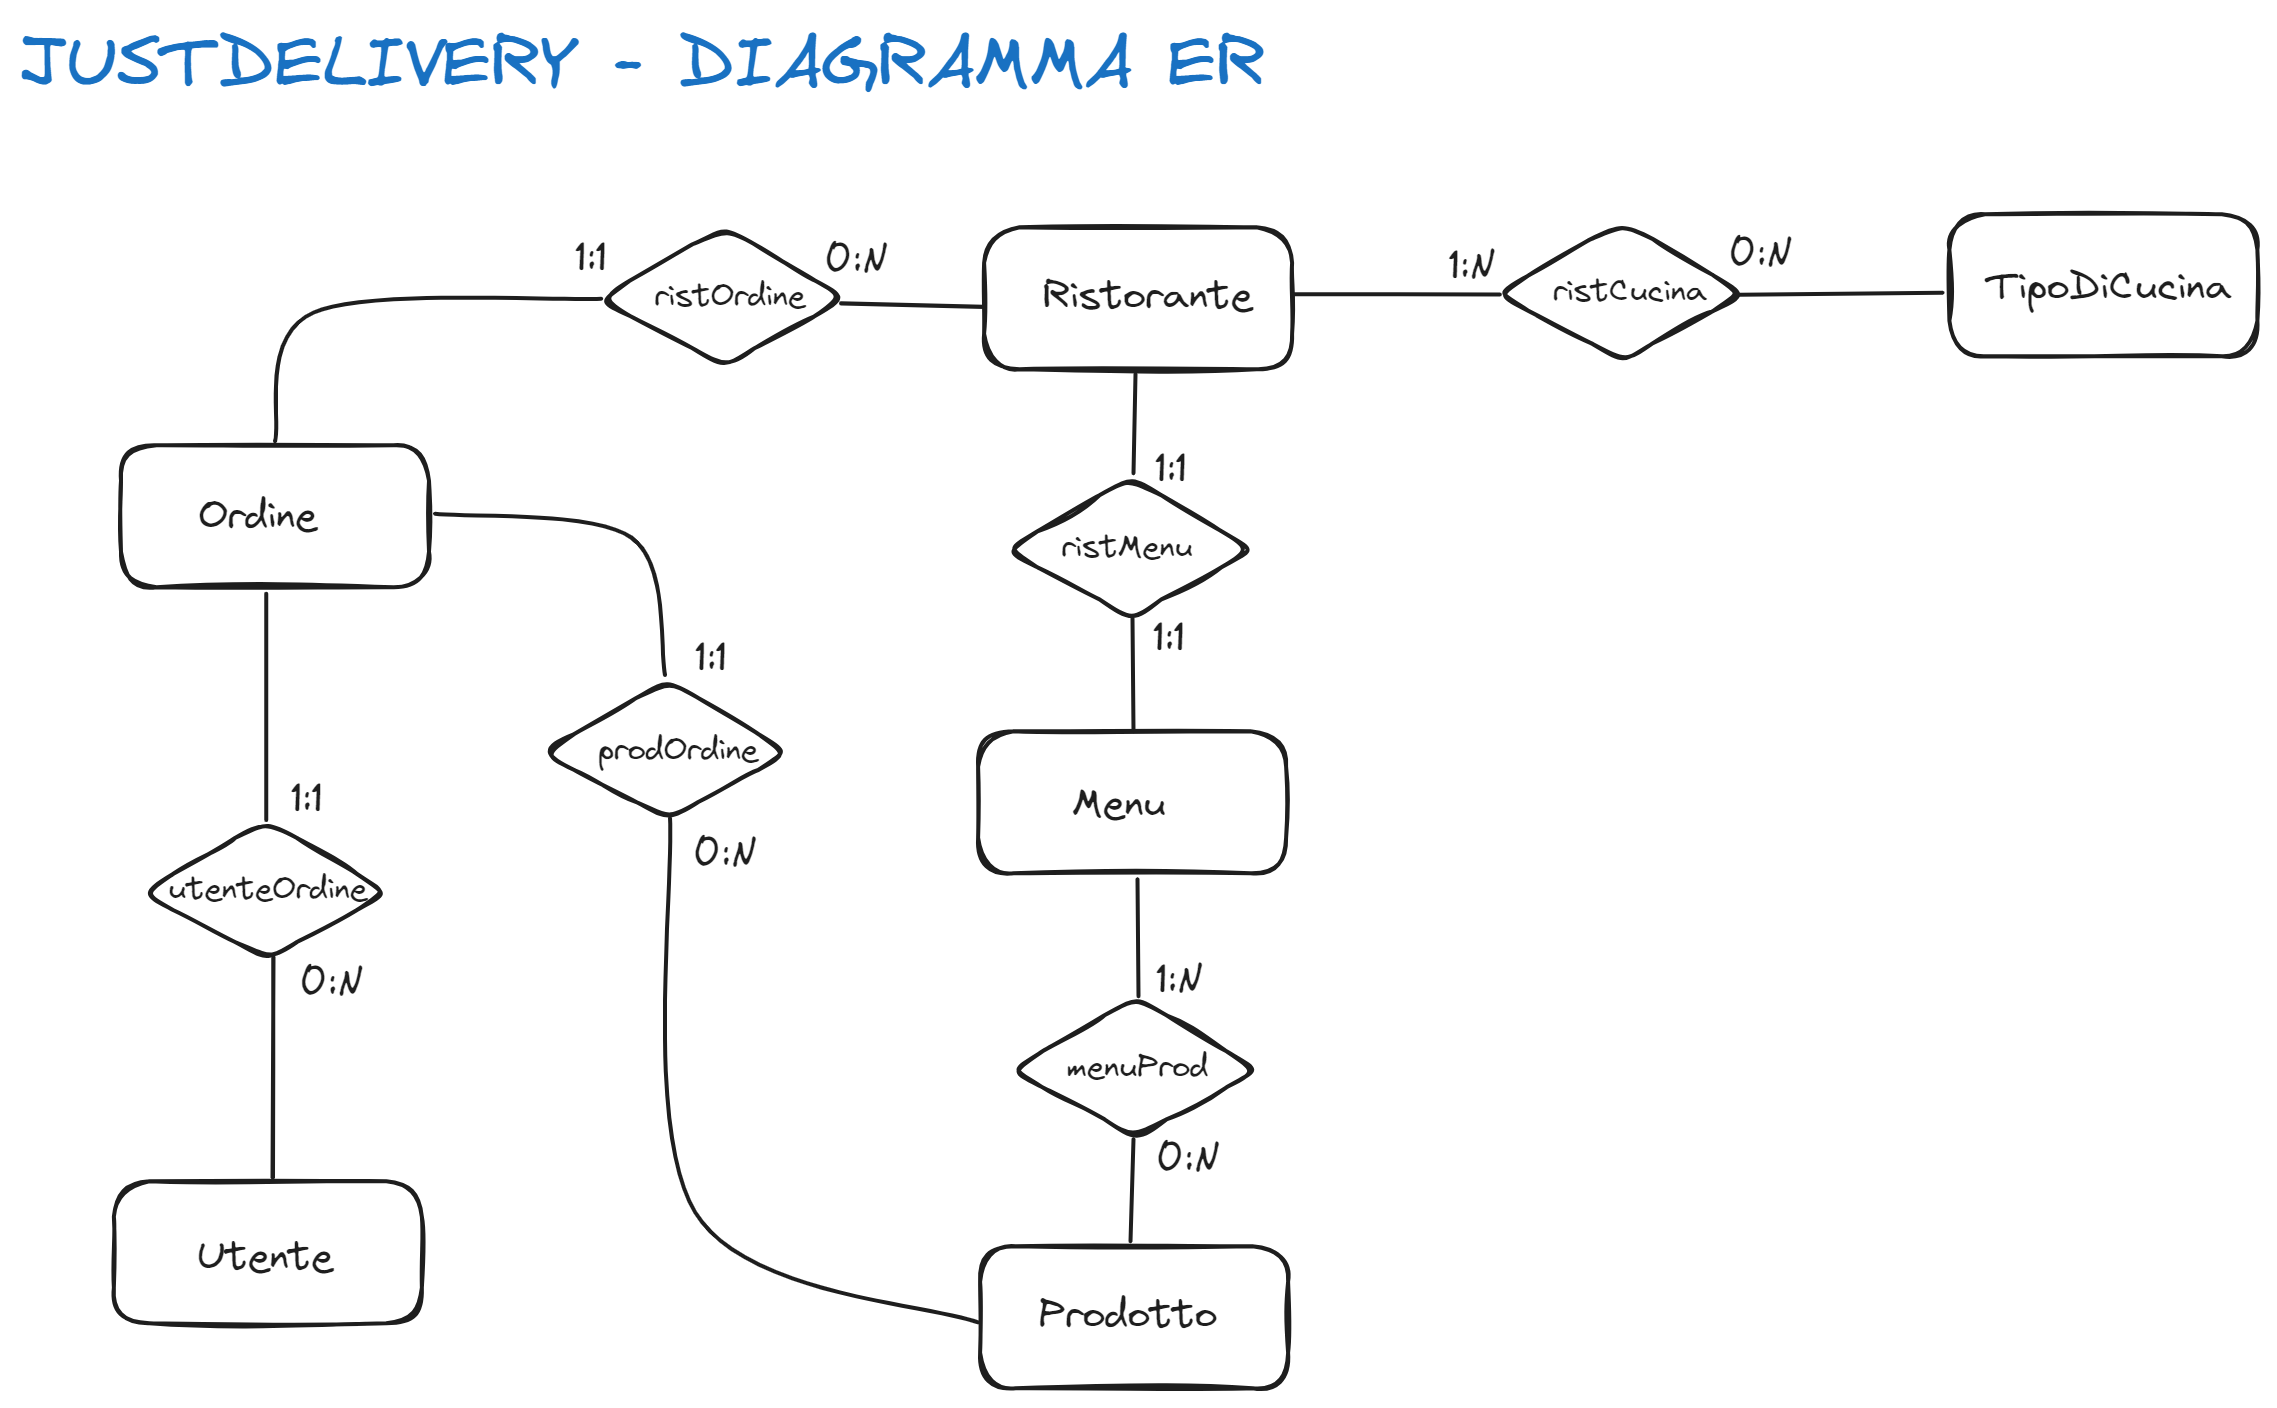 JUSTDELIVERY - DIAGRAMMA ER
1:1
ristOrdine
0:N
Ristorante
1:N
ristCucina
0:N
TipoDiCucina
Ordine
1:1
ristMenu
1:1
1:1
prodOrdine
0:N
Menu
1:1
utenteOrdine
0:N
1:N
menuProd
0:N
Utente
Prodotto